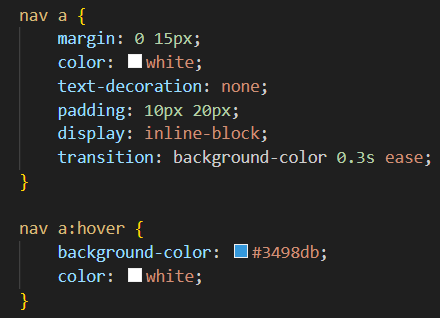 nav a {
    margin: 0 15px;
    color: white;
    text-decoration: none;
    padding: 10px 20px;
    display: inline-block;
    transition: background-color 0.3s ease;
}

nav a:hover {
    background-color: #3498db;
    color: white;
}